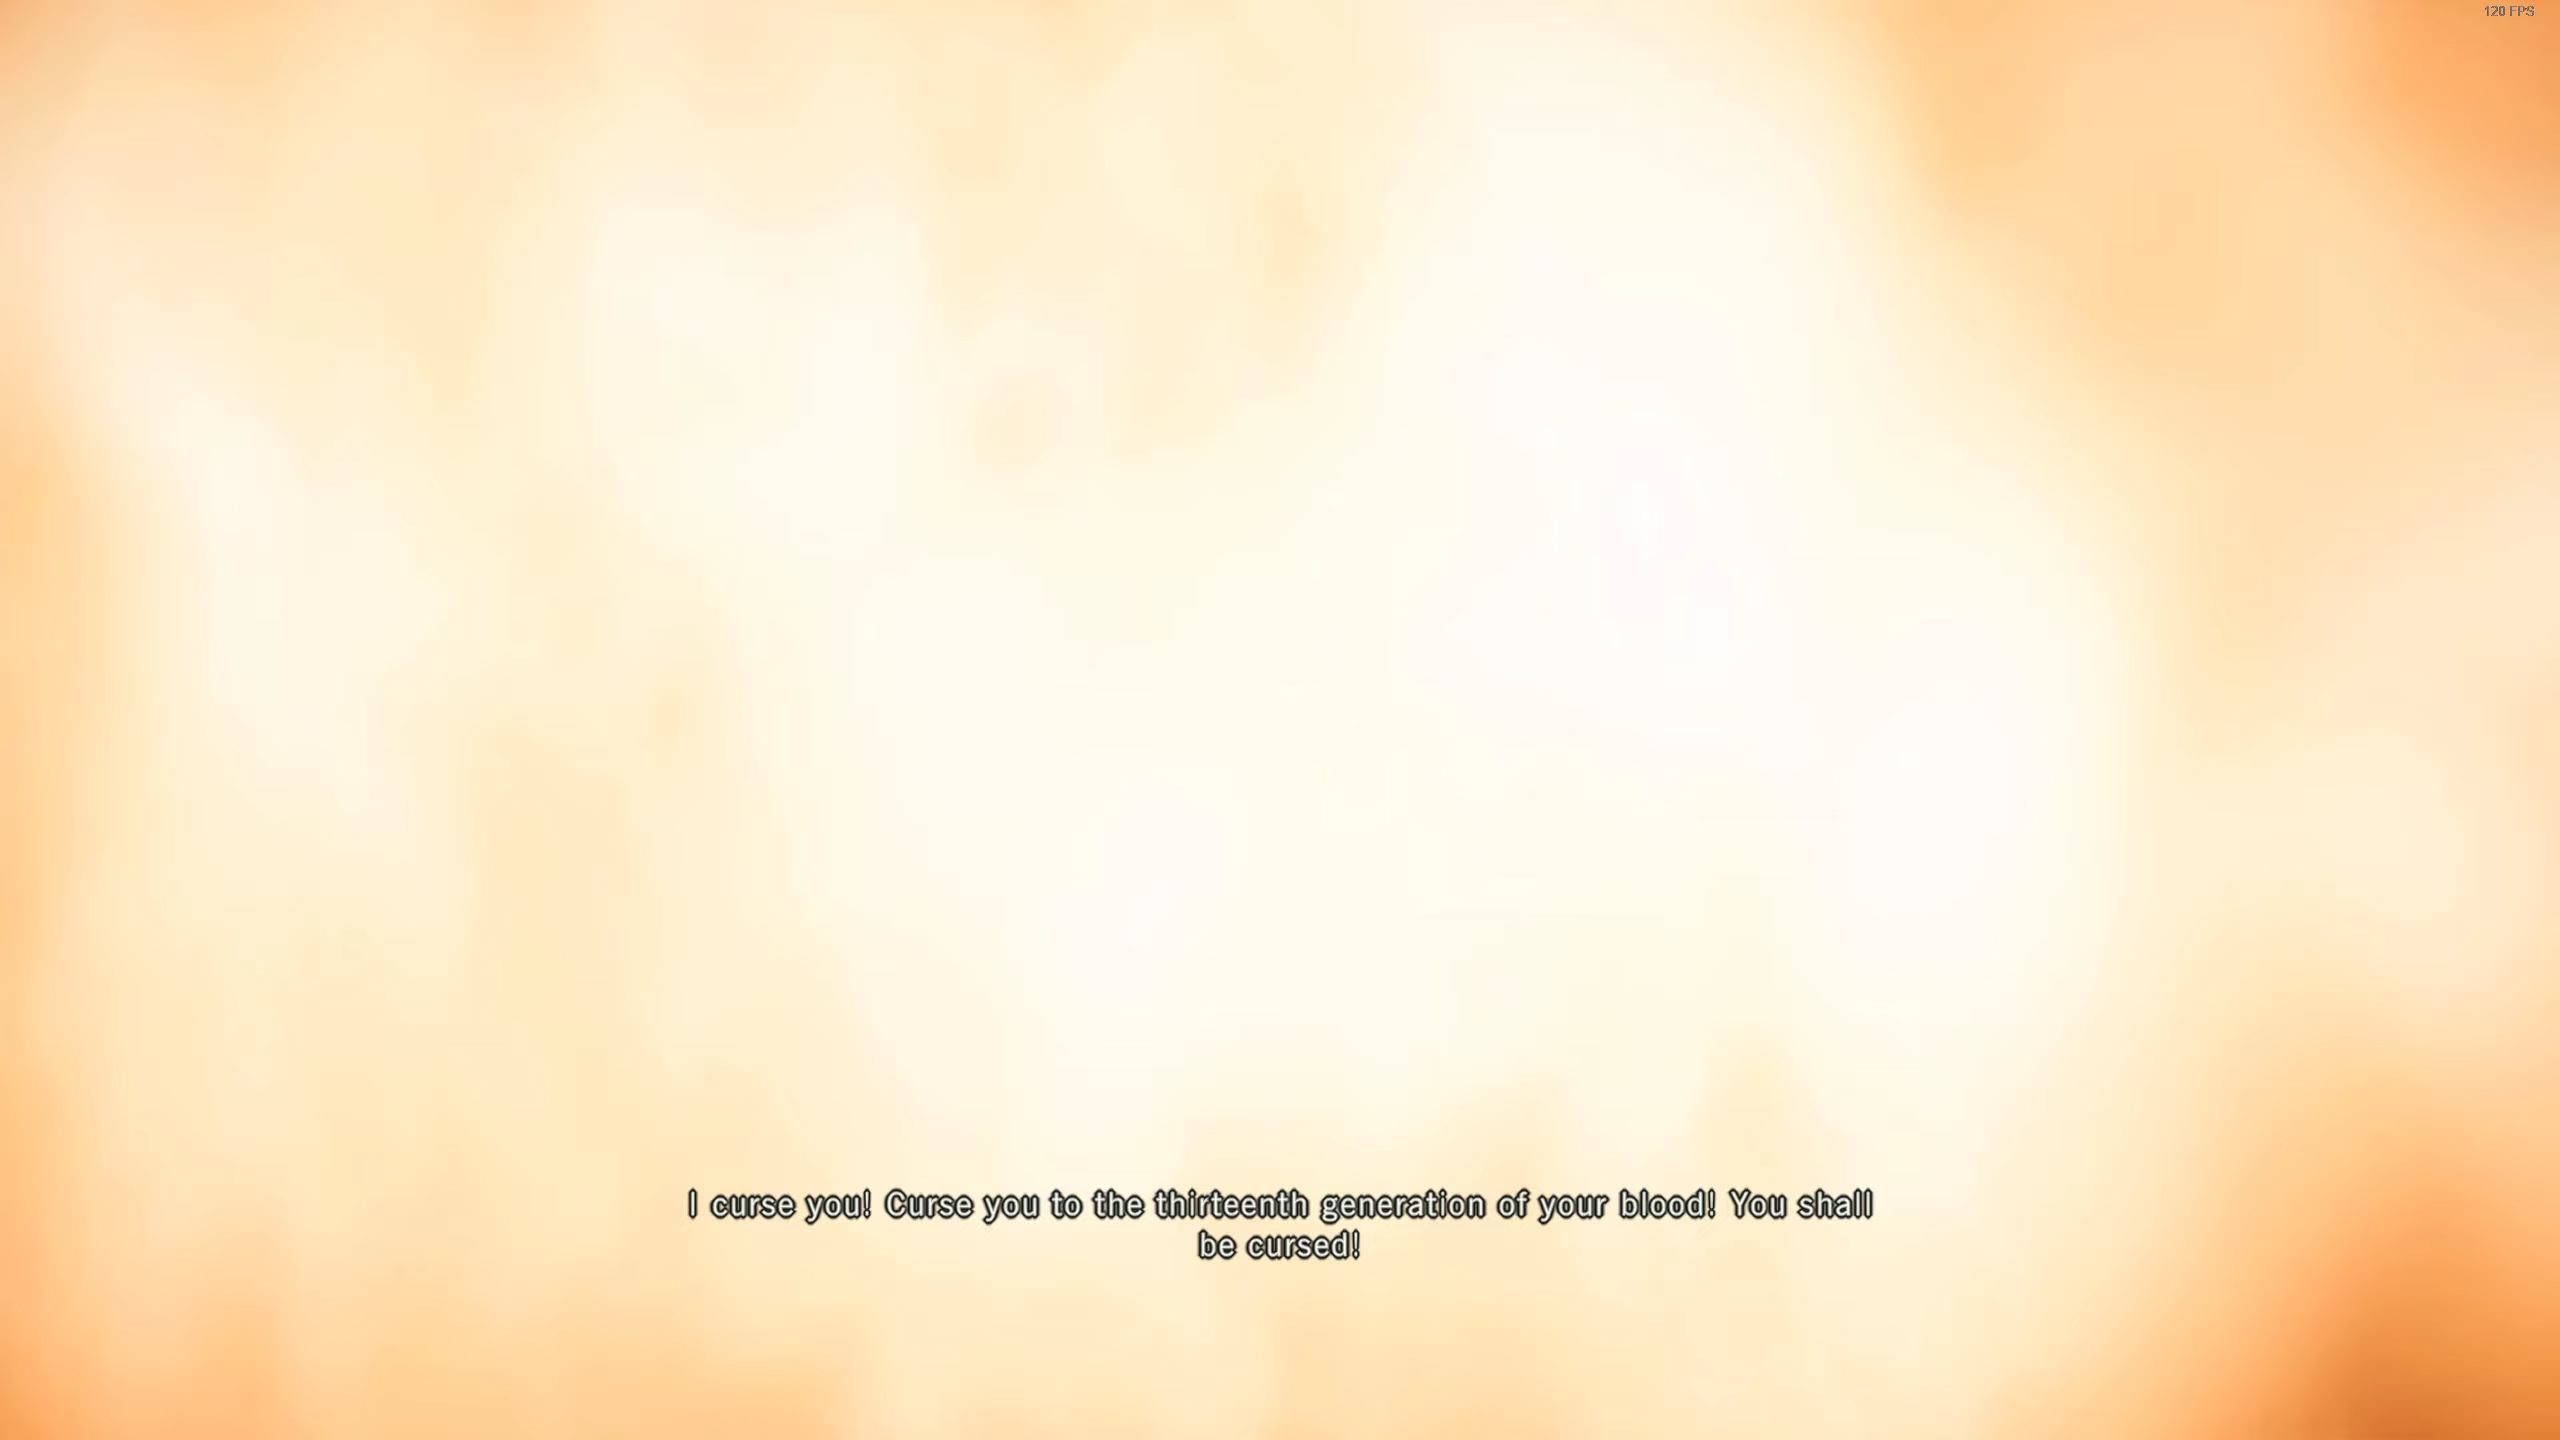 120 FPS
I curse you! Curse you to the thirteenth generation of your blood! You shall
be cursed!